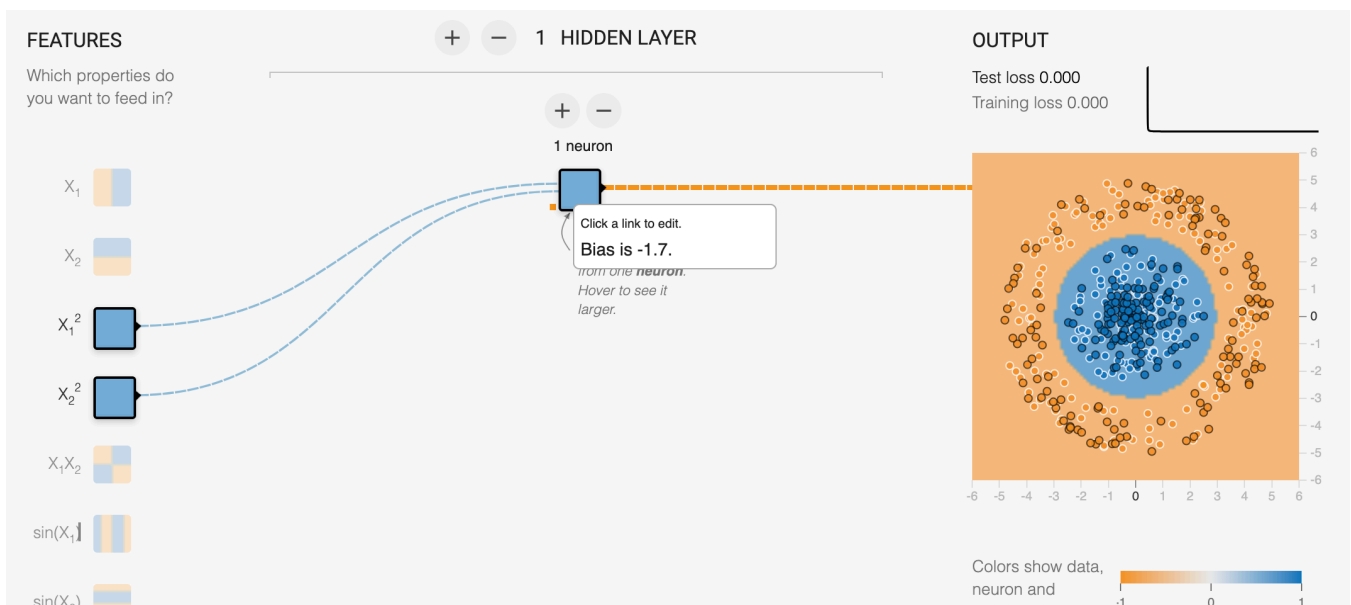 FEATURES
Which properties do
you want to feed in?
X₁
X₂
X₁²
X₂²
X₁X₂
sin(X₁)
sin(X₂)
+ − 1 HIDDEN LAYER
+ −
1 neuron
Click a link to edit.
Bias is -1.7.
from one neuron.
Hover to see it
larger.
OUTPUT
Test loss 0.000
Training loss 0.000
6
5
4
3
2
1
0
-1
-2
-3
-4
-5
-6
-6 -5 -4 -3 -2 -1 0 1 2 3 4 5 6
Colors show data,
neuron and
-1 0 1